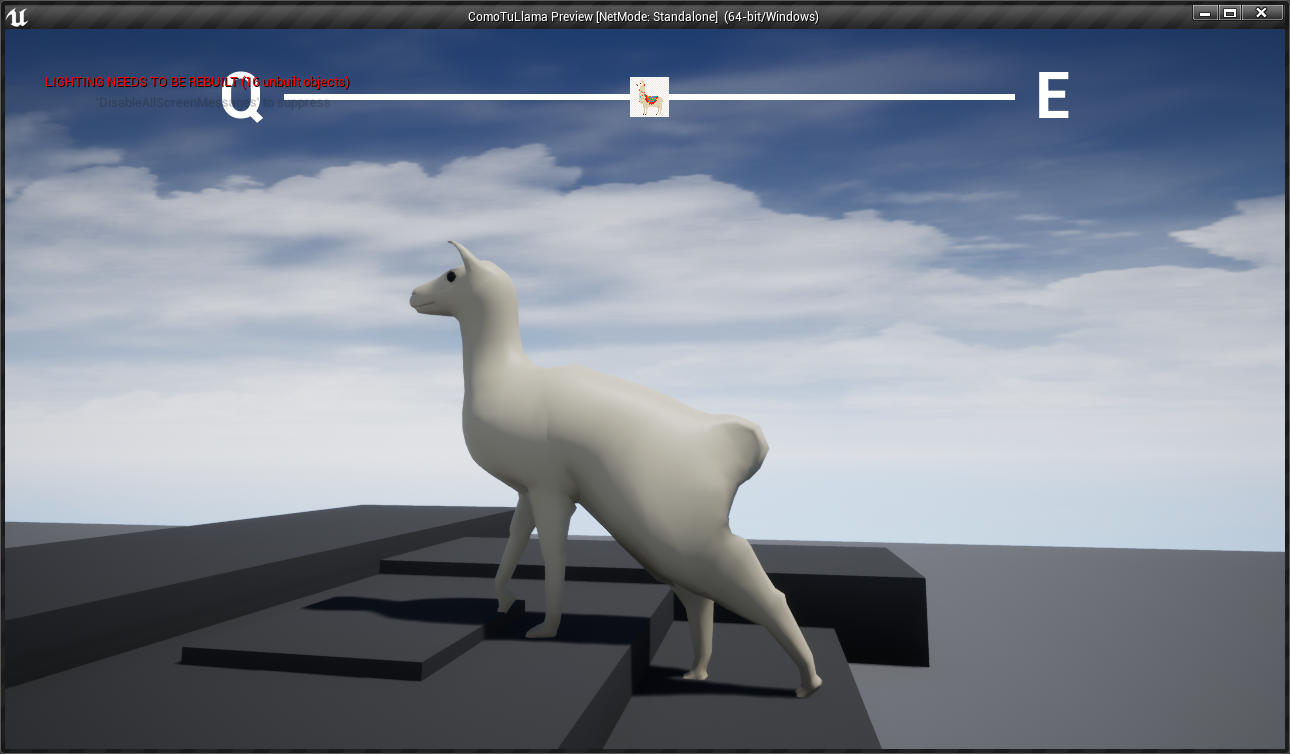 ComoTuLlama Preview [NetMode: Standalone] (64-bit/Windows)
LIGHTING NEEDS TO BE REBUILT (16 unbuilt objects)
'DisableAllScreenMessages' to suppress
Q
E